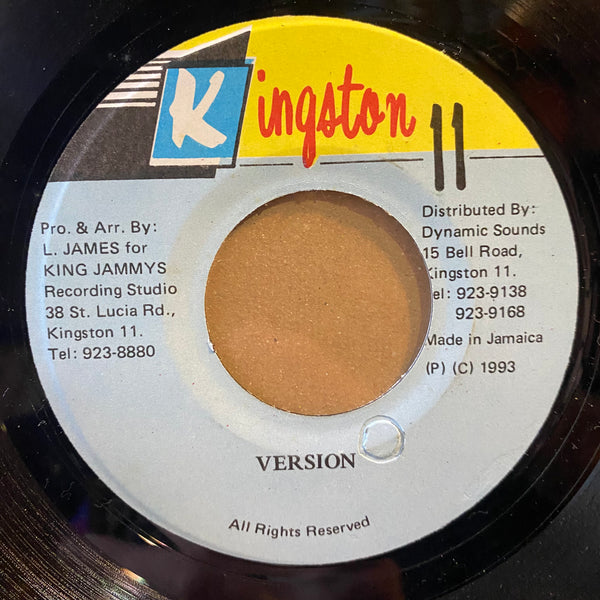 Kingston 11
Pro. & Arr. By:
L. JAMES for
KING JAMMYS
Recording Studio
38 St. Lucia Rd.,
Kingston 11.
Tel: 923-8880
Distributed By:
Dynamic Sounds
15 Bell Road,
Kingston 11.
Tel: 923-9138
923-9168
Made in Jamaica
(P) (C) 1993
VERSION
All Rights Reserved